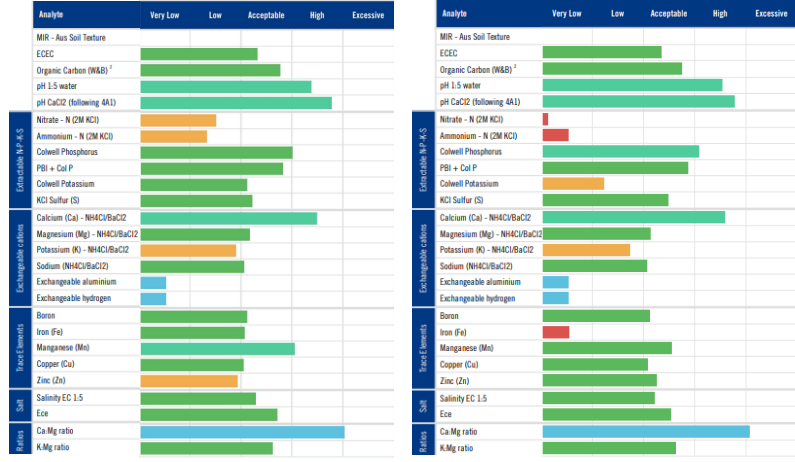 Analyte Very Low Low Acceptable High Excessive
MIR - Aus Soil Texture
ECEC
Organic Carbon (W&B) 2
pH 1:5 water
pH CaCl2 (following 4A1)
Extractable N-P-K-S
Nitrate - N (2M KCl)
Ammonium - N (2M KCl)
Colwell Phosphorus
PBI + Col P
Colwell Potassium
KCl Sulfur (S)
Exchangeable cations
Calcium (Ca) - NH4Cl/BaCl2
Magnesium (Mg) - NH4Cl/BaCl2
Potassium (K) - NH4Cl/BaCl2
Sodium (NH4Cl/BaCl2)
Exchangeable aluminium
Exchangeable hydrogen
Trace Elements
Boron
Iron (Fe)
Manganese (Mn)
Copper (Cu)
Zinc (Zn)
Salt
Salinity EC 1:5
Ece
Ratios
Ca:Mg ratio
K:Mg ratio
Analyte Very Low Low Acceptable High Excessive
MIR - Aus Soil Texture
ECEC
Organic Carbon (W&B) 2
pH 1:5 water
pH CaCl2 (following 4A1)
Extractable N-P-K-S
Nitrate - N (2M KCl)
Ammonium - N (2M KCl)
Colwell Phosphorus
PBI + Col P
Colwell Potassium
KCl Sulfur (S)
Exchangeable cations
Calcium (Ca) - NH4Cl/BaCl2
Magnesium (Mg) - NH4Cl/BaCl2
Potassium (K) - NH4Cl/BaCl2
Sodium (NH4Cl/BaCl2)
Exchangeable aluminium
Exchangeable hydrogen
Trace Elements
Boron
Iron (Fe)
Manganese (Mn)
Copper (Cu)
Zinc (Zn)
Salt
Salinity EC 1:5
Ece
Ratios
Ca:Mg ratio
K:Mg ratio